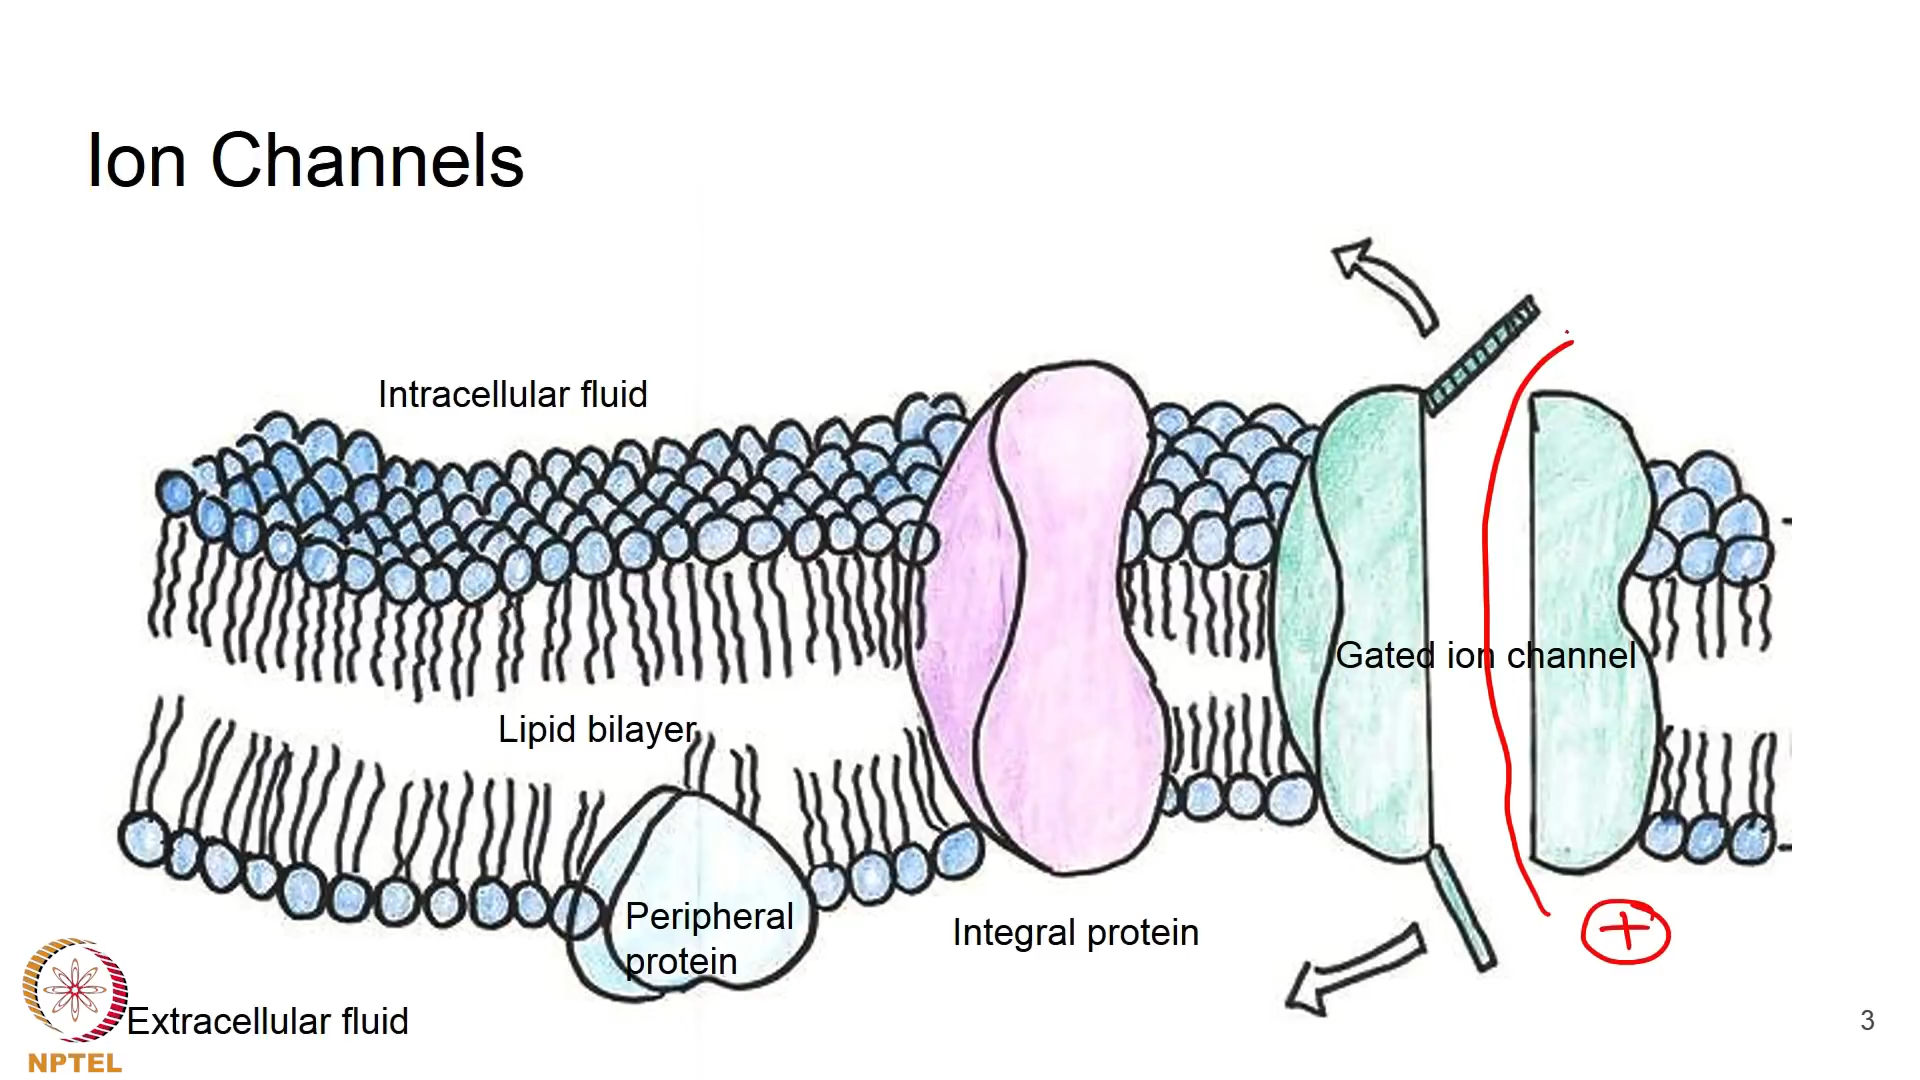 Ion Channels
Intracellular fluid
Gated ion channel
Lipid bilayer
Peripheral
protein
Integral protein
Extracellular fluid
3
NPTEL
+